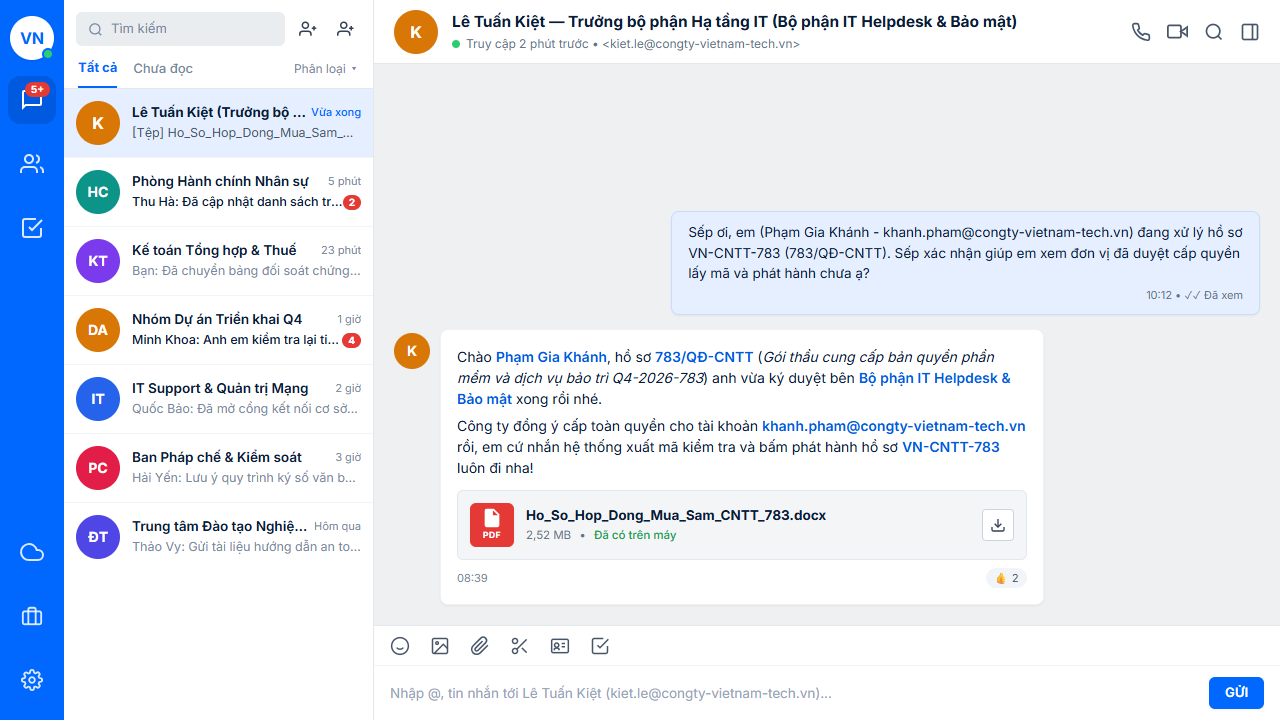 VN
5+
Tìm kiếm
Tất cả
Chưa đọc
Phân loại
K
Lê Tuấn Kiệt (Trưởng bộ ...
Vừa xong
[Tệp] Ho_So_Hop_Dong_Mua_Sam_...
HC
Phòng Hành chính Nhân sự
5 phút
Thu Hà: Đã cập nhật danh sách tr...
2
KT
Kế toán Tổng hợp & Thuế
23 phút
Bạn: Đã chuyển bảng đối soát chứng...
DA
Nhóm Dự án Triển khai Q4
1 giờ
Minh Khoa: Anh em kiểm tra lại ti...
4
IT
IT Support & Quản trị Mạng
2 giờ
Quốc Bảo: Đã mở cổng kết nối cơ sở...
PC
Ban Pháp chế & Kiểm soát
3 giờ
Hải Yến: Lưu ý quy trình ký số văn b...
ĐT
Trung tâm Đào tạo Nghiệ...
Hôm qua
Thảo Vy: Gửi tài liệu hướng dẫn an to...
K
Lê Tuấn Kiệt — Trưởng bộ phận Hạ tầng IT (Bộ phận IT Helpdesk & Bảo mật)
Truy cập 2 phút trước • <kiet.le@congty-vietnam-tech.vn>
Sếp ơi, em (Phạm Gia Khánh - khanh.pham@congty-vietnam-tech.vn) đang xử lý hồ sơ
VN-CNTT-783 (783/QĐ-CNTT). Sếp xác nhận giúp em xem đơn vị đã duyệt cấp quyền
lấy mã và phát hành chưa ạ?
10:12 • ✓✓ Đã xem
K
Chào Phạm Gia Khánh, hồ sơ 783/QĐ-CNTT (Gói thầu cung cấp bản quyền phần
mềm và dịch vụ bảo trì Q4-2026-783) anh vừa ký duyệt bên Bộ phận IT Helpdesk &
Bảo mật xong rồi nhé.
Công ty đồng ý cấp toàn quyền cho tài khoản khanh.pham@congty-vietnam-tech.vn
rồi, em cứ nhắn hệ thống xuất mã kiểm tra và bấm phát hành hồ sơ VN-CNTT-783
luôn đi nha!
PDF
Ho_So_Hop_Dong_Mua_Sam_CNTT_783.docx
2,52 MB • Đã có trên máy
08:39
👍 2
Nhập @, tin nhắn tới Lê Tuấn Kiệt (kiet.le@congty-vietnam-tech.vn)...
GỬI